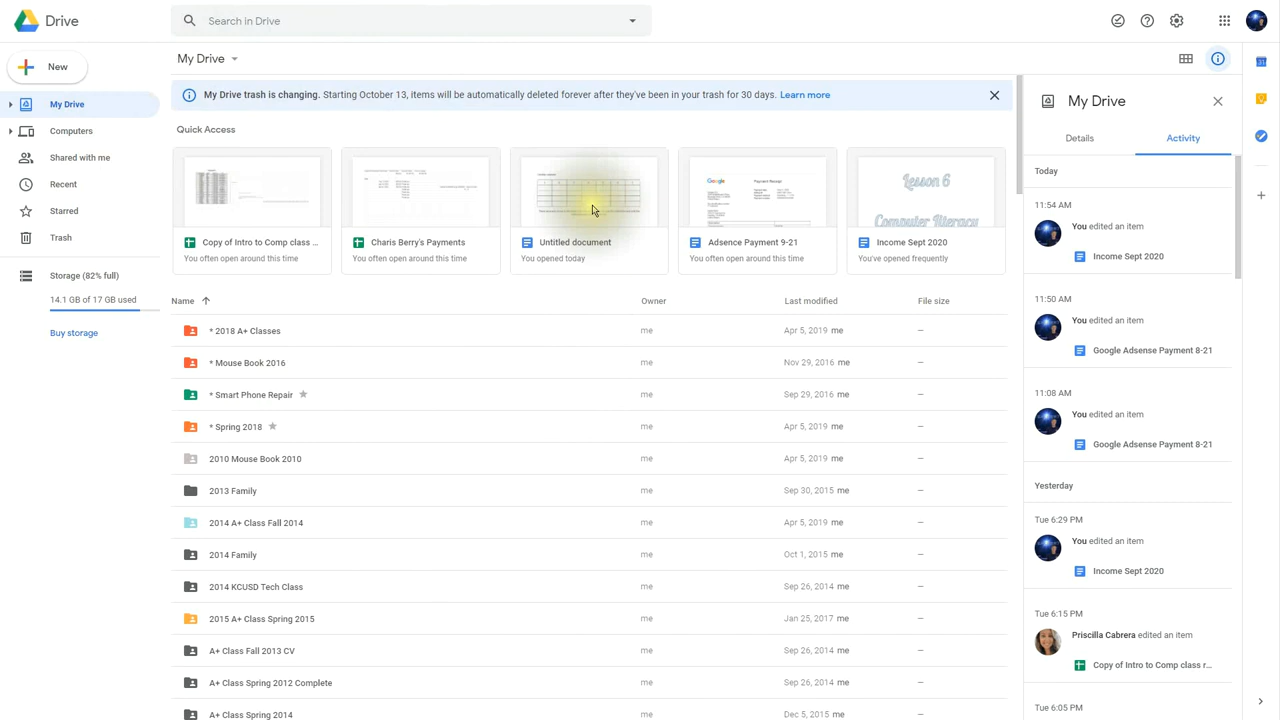 Drive
Search in Drive
New
My Drive
Computers
Shared with me
Recent
Starred
Trash
Storage (82% full)
14.1 GB of 17 GB used
Buy storage
My Drive
My Drive trash is changing. Starting October 13, items will be automatically deleted forever after they've been in your trash for 30 days. Learn more
Quick Access
Google
Payment Receipt
Lesson 6
Computer literacy
Copy of Intro to Comp class ...
You often open around this time
Charis Berry's Payments
You often open around this time
Untitled document
You opened today
Adsence Payment 9-21
You often open around this time
Income Sept 2020
You've opened frequently
Name Owner Last modified File size
* 2018 A+ Classes me Apr 5, 2019 me –
* Mouse Book 2016 me Nov 29, 2016 me –
* Smart Phone Repair me Sep 29, 2016 me –
* Spring 2018 me Apr 5, 2019 me –
2010 Mouse Book 2010 me Apr 5, 2019 me –
2013 Family me Sep 30, 2015 me –
2014 A+ Class Fall 2014 me Apr 5, 2019 me –
2014 Family me Oct 1, 2015 me –
2014 KCUSD Tech Class me Sep 26, 2014 me –
2015 A+ Class Spring 2015 me Jan 25, 2017 me –
A+ Class Fall 2013 CV me Sep 26, 2014 me –
A+ Class Spring 2012 Complete me Sep 26, 2014 me –
A+ Class Spring 2014 me Dec 5, 2015 me –
My Drive
Details Activity
Today
11:54 AM
You edited an item
Income Sept 2020
11:50 AM
You edited an item
Google Adsense Payment 8-21
11:08 AM
You edited an item
Google Adsense Payment 8-21
Yesterday
Tue 6:29 PM
You edited an item
Income Sept 2020
Tue 6:15 PM
Priscilla Cabrera edited an item
Copy of Intro to Comp class r...
Tue 6:05 PM
31